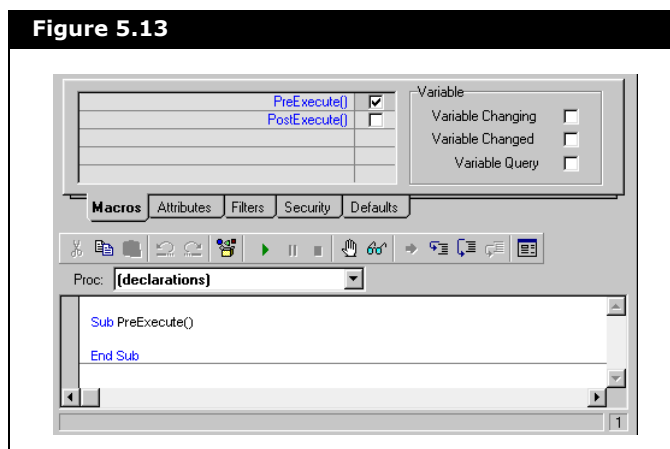 Figure 5.13
PreExecute()
PostExecute()
Variable
Variable Changing
Variable Changed
Variable Query
Macros Attributes Filters Security Defaults
Proc: (declarations)
Sub PreExecute()
End Sub
1